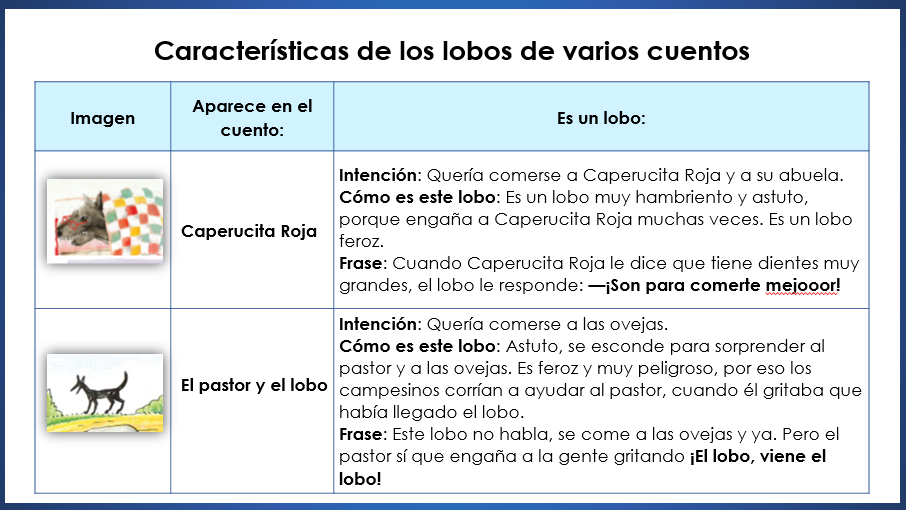 Características de los lobos de varios cuentos
Imagen
Aparece en el
cuento:
Es un lobo:
Caperucita Roja
Intención: Quería comerse a Caperucita Roja y a su abuela.
Cómo es este lobo: Es un lobo muy hambriento y astuto,
porque engaña a Caperucita Roja muchas veces. Es un lobo
feroz.
Frase: Cuando Caperucita Roja le dice que tiene dientes muy
grandes, el lobo le responde: —¡Son para comerte mejooor!
El pastor y el lobo
Intención: Quería comerse a las ovejas.
Cómo es este lobo: Astuto, se esconde para sorprender al
pastor y a las ovejas. Es feroz y muy peligroso, por eso los
campesinos corrían a ayudar al pastor, cuando él gritaba que
había llegado el lobo.
Frase: Este lobo no habla, se come a las ovejas y ya. Pero el
pastor sí que engaña a la gente gritando ¡El lobo, viene el
lobo!